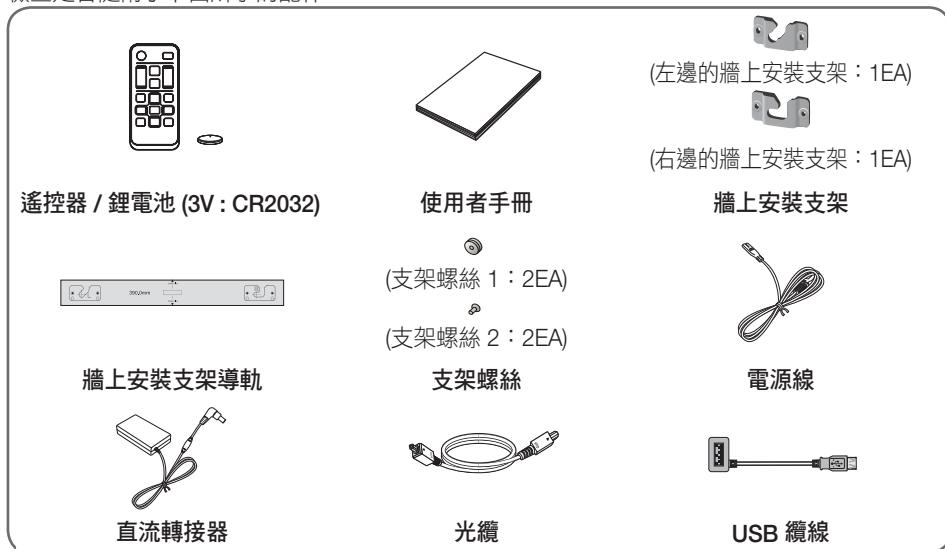 (左邊的牆上安裝支架：1EA)
(右邊的牆上安裝支架：1EA)
遙控器 / 鋰電池 (3V : CR2032)
使用者手冊
牆上安裝支架
390.0mm
(支架螺絲 1：2EA)
(支架螺絲 2：2EA)
牆上安裝支架導軌
支架螺絲
電源線
直流轉接器
光纜
USB 纜線